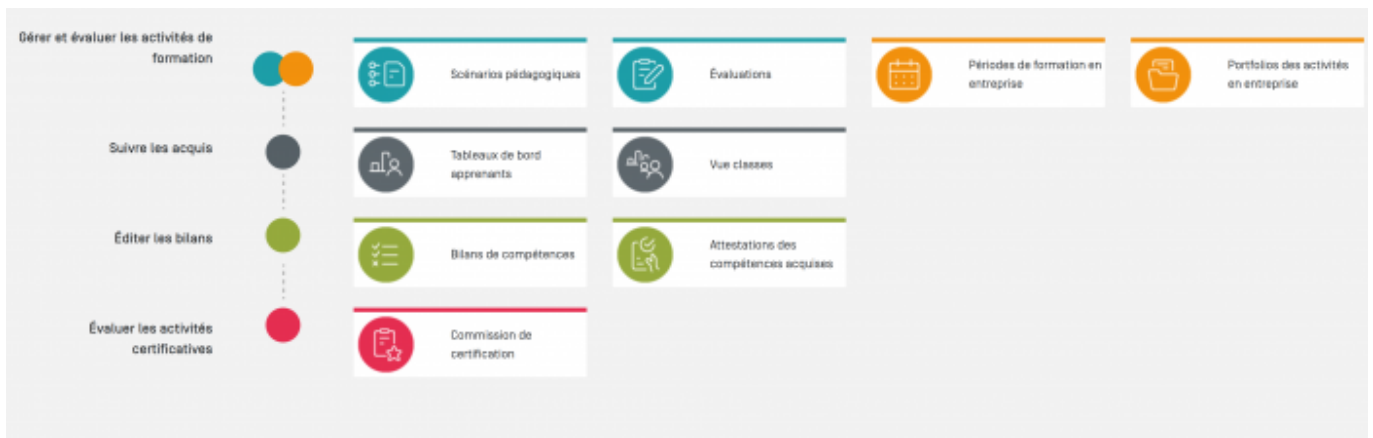 Gérer et évaluer les activités de
formation
Scénarios pédagogiques
Évaluations
Périodes de formation en
entreprise
Portfolios des activités
en entreprise
Suivre les acquis
Tableaux de bord
apprenants
Vue classes
Éditer les bilans
Bilans de compétences
Attestations des
compétences acquises
Évaluer les activités
certificatives
Commission de
certification